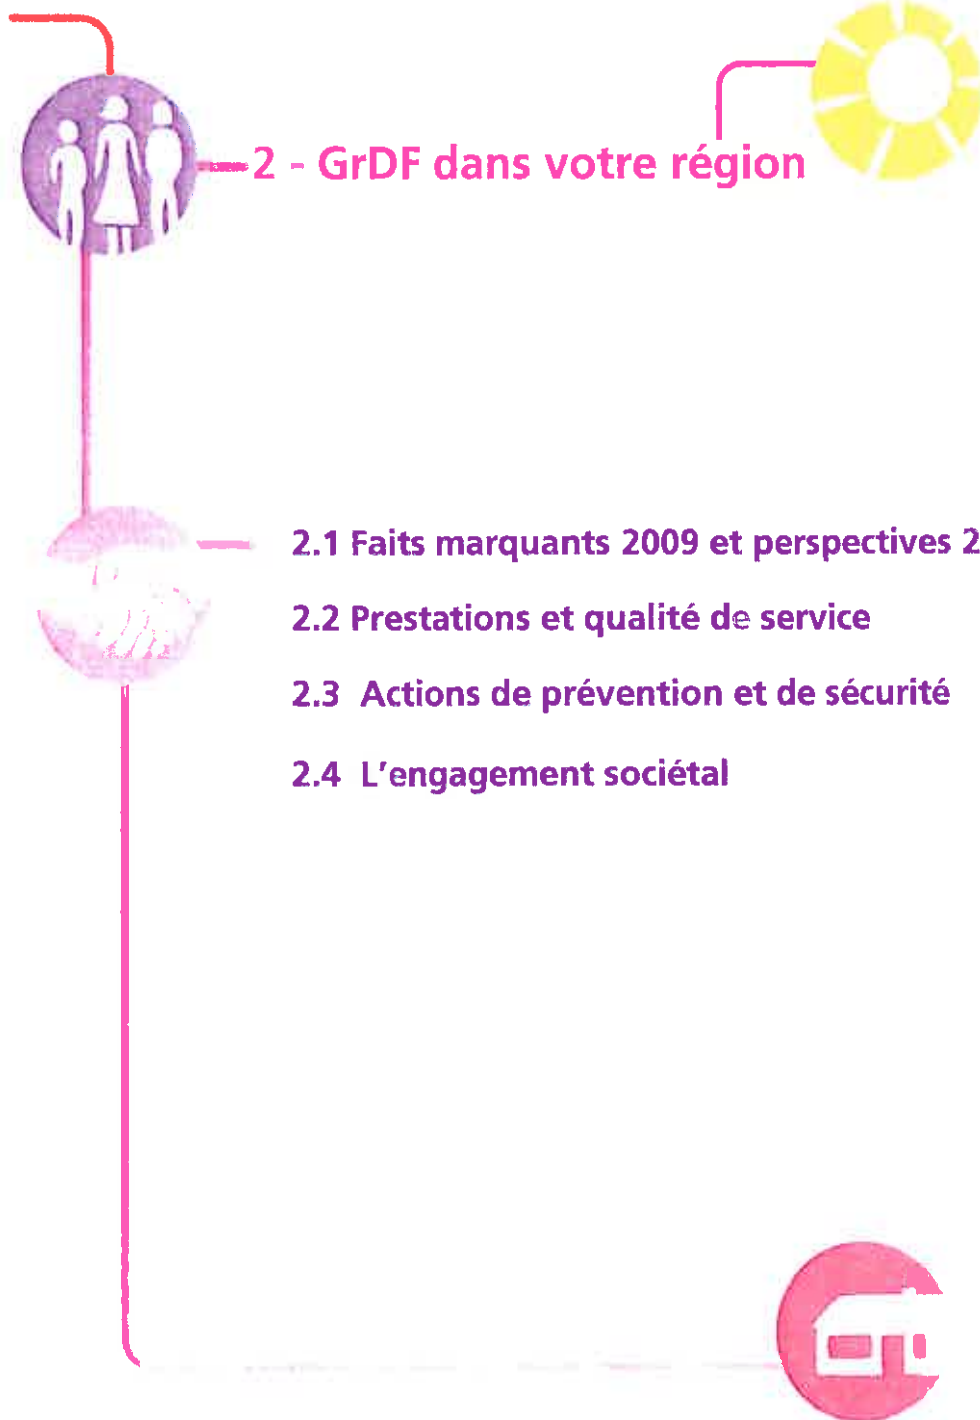 2 - GrDF dans votre région
2.1 Faits marquants 2009 et perspectives 2
2.2 Prestations et qualité de service
2.3 Actions de prévention et de sécurité
2.4 L'engagement sociétal